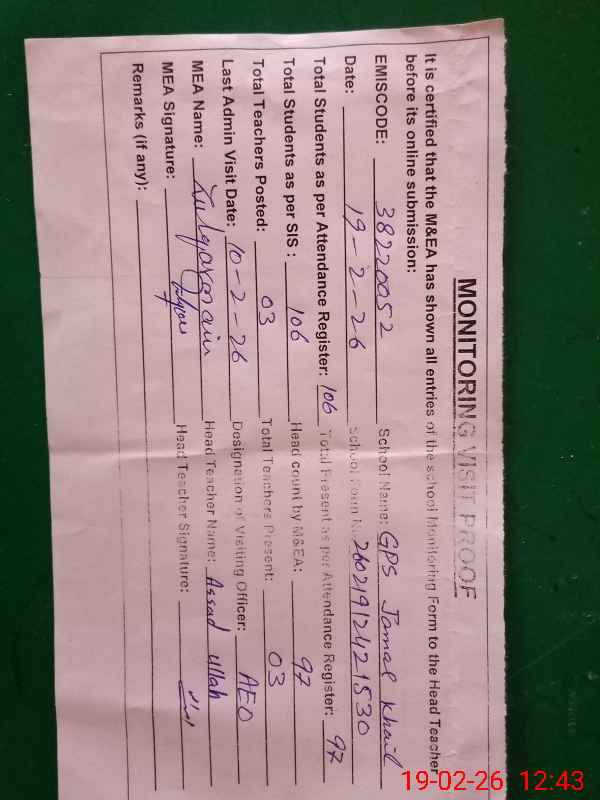 MONITORING VISIT PROOF
It is certified that the M&EA has shown all entries of the school Monitoring Form to the Head Teacher
before its online submission:
EMISCODE: 38220052 School Name: GPS Jamal Khail
Date: 19-2-26 School Form N. 26021912421530
Total Students as per Attendance Register: 106 Total Present as per Attendance Register: 97
Total Students as per SIS : 106 Head count by M&EA: 97
Total Teachers Posted: 03 Total Teachers Present: 03
Last Admin Visit Date: 10-2-26 Designation of Visiting Officer: AEO
MEA Name: Head Teacher Name: Assad ullah
MEA Signature: Head Teacher Signature:
Remarks (if any):
19-02-26 12:43